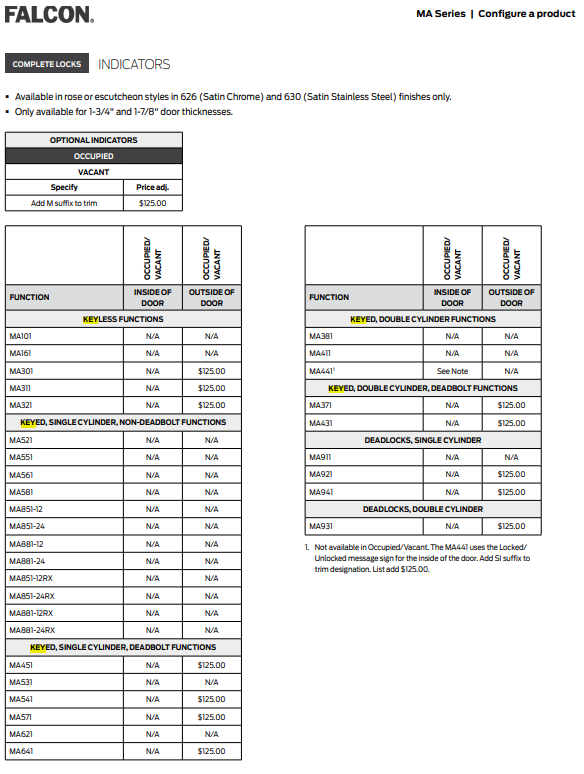 FALCON.
MA Series | Configure a product
COMPLETE LOCKS INDICATORS
▪ Available in rose or escutcheon styles in 626 (Satin Chrome) and 630 (Satin Stainless Steel) finishes only.
▪ Only available for 1-3/4" and 1-7/8" door thicknesses.
OPTIONAL INDICATORS
OCCUPIED
VACANT
Specify Price adj.
Add M suffix to trim $125.00
OCCUPIED/
VACANT
OCCUPIED/
VACANT
FUNCTION INSIDE OF DOOR OUTSIDE OF DOOR
KEYLESS FUNCTIONS
MA101 N/A N/A
MA161 N/A N/A
MA301 N/A $125.00
MA311 N/A $125.00
MA321 N/A $125.00
KEYED, SINGLE CYLINDER, NON-DEADBOLT FUNCTIONS
MA521 N/A N/A
MA551 N/A N/A
MA561 N/A N/A
MA581 N/A N/A
MA851-12 N/A N/A
MA851-24 N/A N/A
MA881-12 N/A N/A
MA881-24 N/A N/A
MA851-12RX N/A N/A
MA851-24RX N/A N/A
MA881-12RX N/A N/A
MA881-24RX N/A N/A
KEYED, SINGLE CYLINDER, DEADBOLT FUNCTIONS
MA451 N/A $125.00
MA531 N/A N/A
MA541 N/A $125.00
MA571 N/A $125.00
MA621 N/A N/A
MA641 N/A $125.00
OCCUPIED/
VACANT
OCCUPIED/
VACANT
FUNCTION INSIDE OF DOOR OUTSIDE OF DOOR
KEYED, DOUBLE CYLINDER FUNCTIONS
MA381 N/A N/A
MA411 N/A N/A
MA441¹ See Note N/A
KEYED, DOUBLE CYLINDER, DEADBOLT FUNCTIONS
MA371 N/A $125.00
MA431 N/A $125.00
DEADLOCKS, SINGLE CYLINDER
MA911 N/A N/A
MA921 N/A $125.00
MA941 N/A $125.00
DEADLOCKS, DOUBLE CYLINDER
MA931 N/A $125.00
1. Not available in Occupied/Vacant. The MA441 uses the Locked/
Unlocked message sign for the inside of the door. Add SI suffix to
trim designation. List add $125.00.